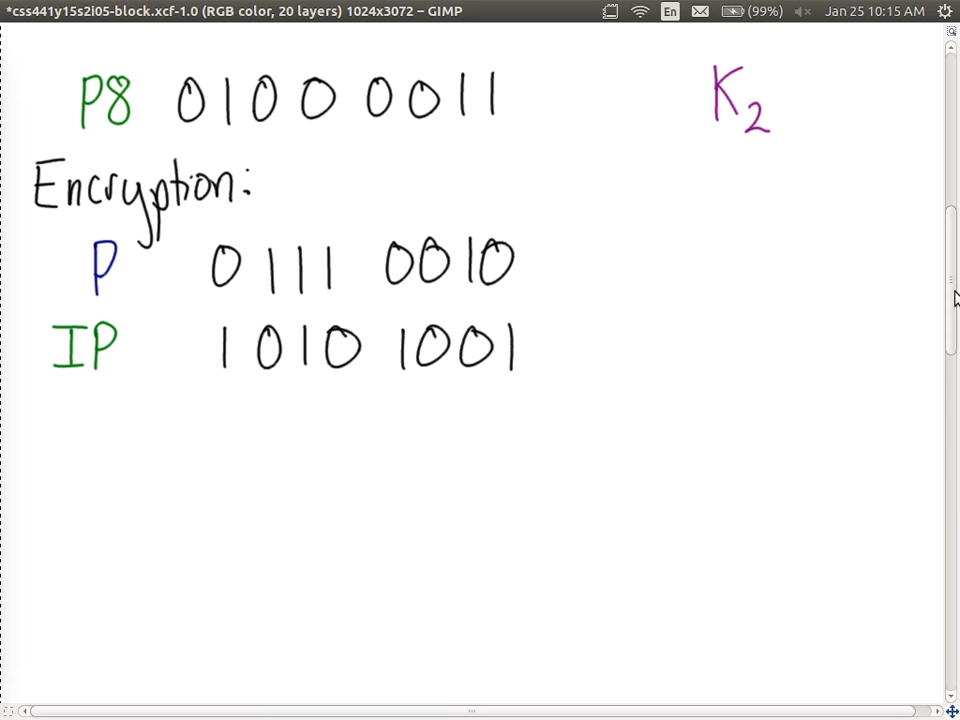 *css441y15s2i05-block.xcf-1.0 (RGB color, 20 layers) 1024x3072 – GIMP En (99%) Jan 25 10:15 AM
P8 0100 0011 K2
Encryption:
P 0111 0010
IP 1010 1001